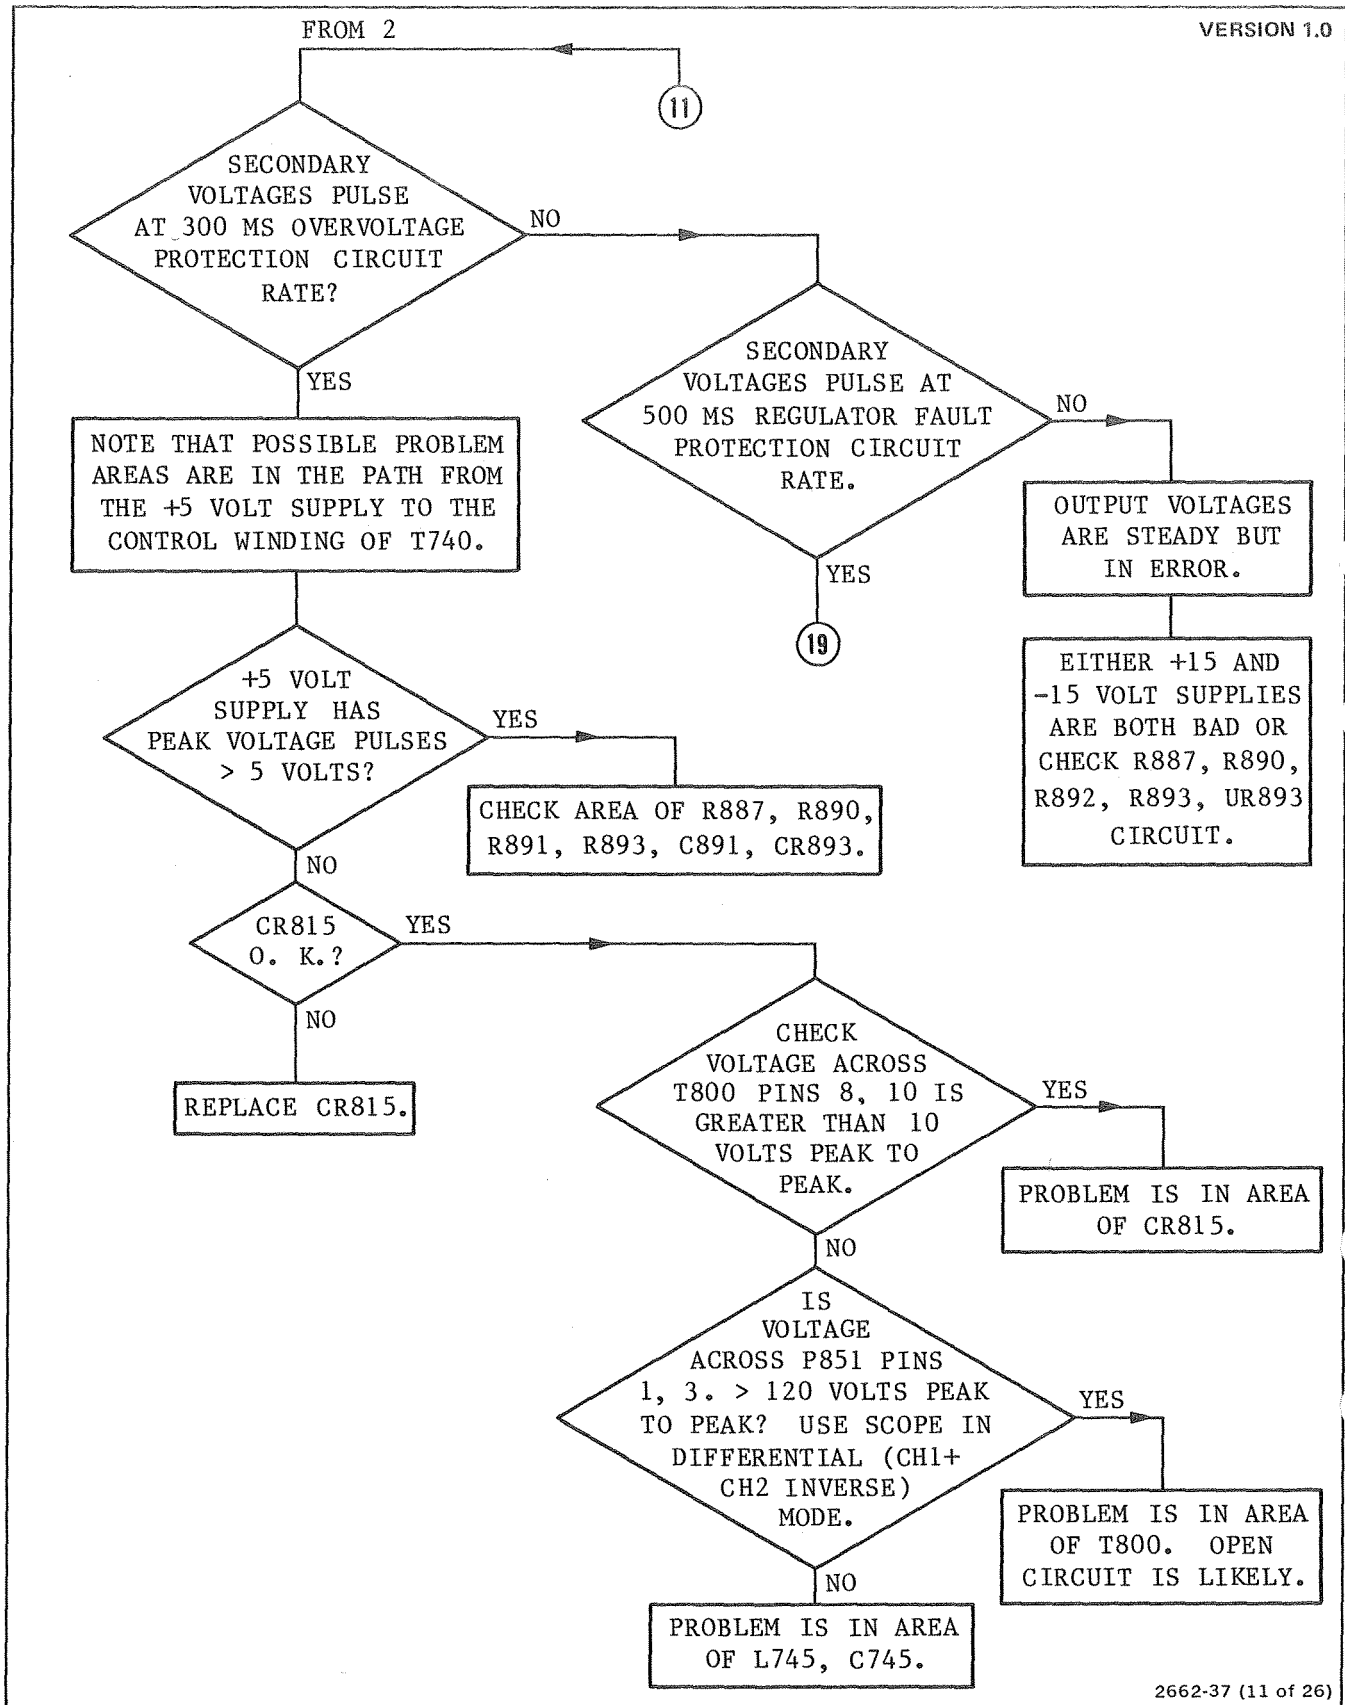 FROM 2
VERSION 1.0
11
SECONDARY
VOLTAGES PULSE
AT 300 MS OVERVOLTAGE
PROTECTION CIRCUIT
RATE?
NO
YES
SECONDARY
VOLTAGES PULSE AT
500 MS REGULATOR FAULT
PROTECTION CIRCUIT
RATE.
NO
YES
19
OUTPUT VOLTAGES
ARE STEADY BUT
IN ERROR.
EITHER +15 AND
-15 VOLT SUPPLIES
ARE BOTH BAD OR
CHECK R887, R890,
R892, R893, UR893
CIRCUIT.
NOTE THAT POSSIBLE PROBLEM
AREAS ARE IN THE PATH FROM
THE +5 VOLT SUPPLY TO THE
CONTROL WINDING OF T740.
+5 VOLT
SUPPLY HAS
PEAK VOLTAGE PULSES
> 5 VOLTS?
YES
CHECK AREA OF R887, R890,
R891, R893, C891, CR893.
NO
CR815
O. K.?
YES
NO
REPLACE CR815.
CHECK
VOLTAGE ACROSS
T800 PINS 8, 10 IS
GREATER THAN 10
VOLTS PEAK TO
PEAK.
YES
PROBLEM IS IN AREA
OF CR815.
NO
IS
VOLTAGE
ACROSS P851 PINS
1, 3. > 120 VOLTS PEAK
TO PEAK? USE SCOPE IN
DIFFERENTIAL (CH1+
CH2 INVERSE)
MODE.
YES
PROBLEM IS IN AREA
OF T800. OPEN
CIRCUIT IS LIKELY.
NO
PROBLEM IS IN AREA
OF L745, C745.
2662-37 (11 of 26)